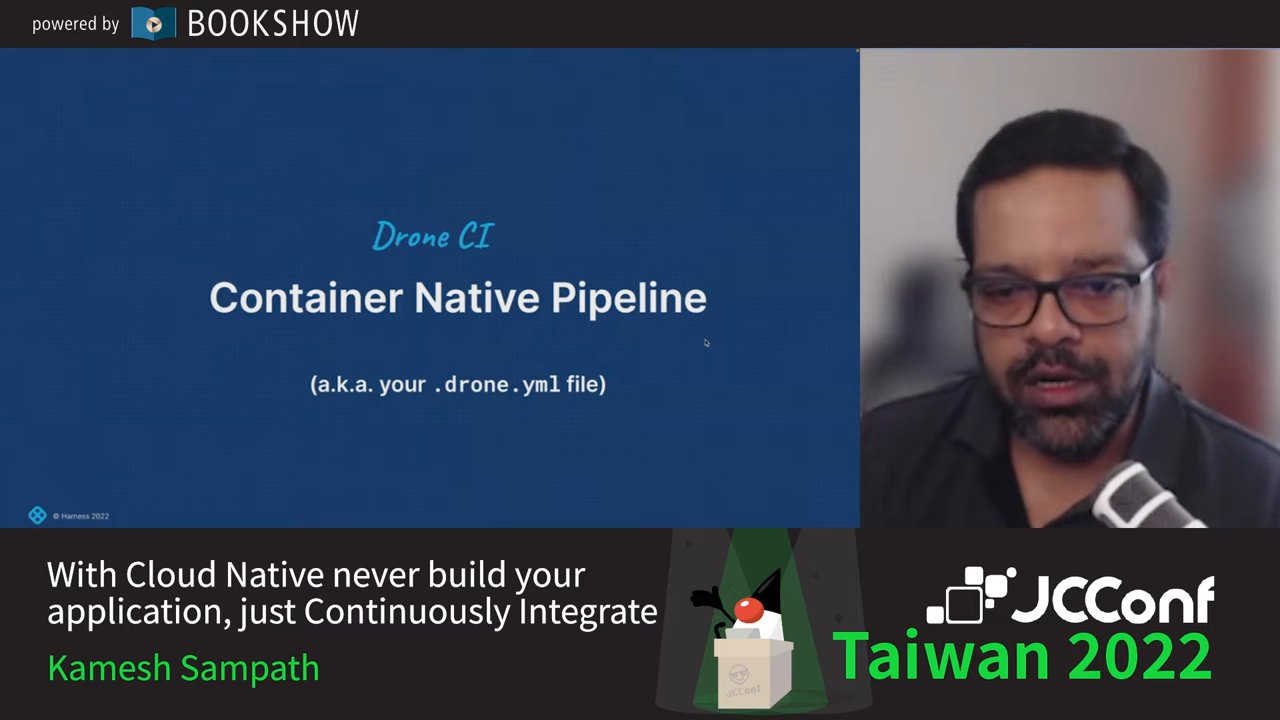 powered by BOOKSHOW
Drone CI
Container Native Pipeline
(a.k.a. your .drone.yml file)
© Harness 2022
With Cloud Native never build your
application, just Continuously Integrate
Kamesh Sampath
JCConf
JCConf
Taiwan 2022